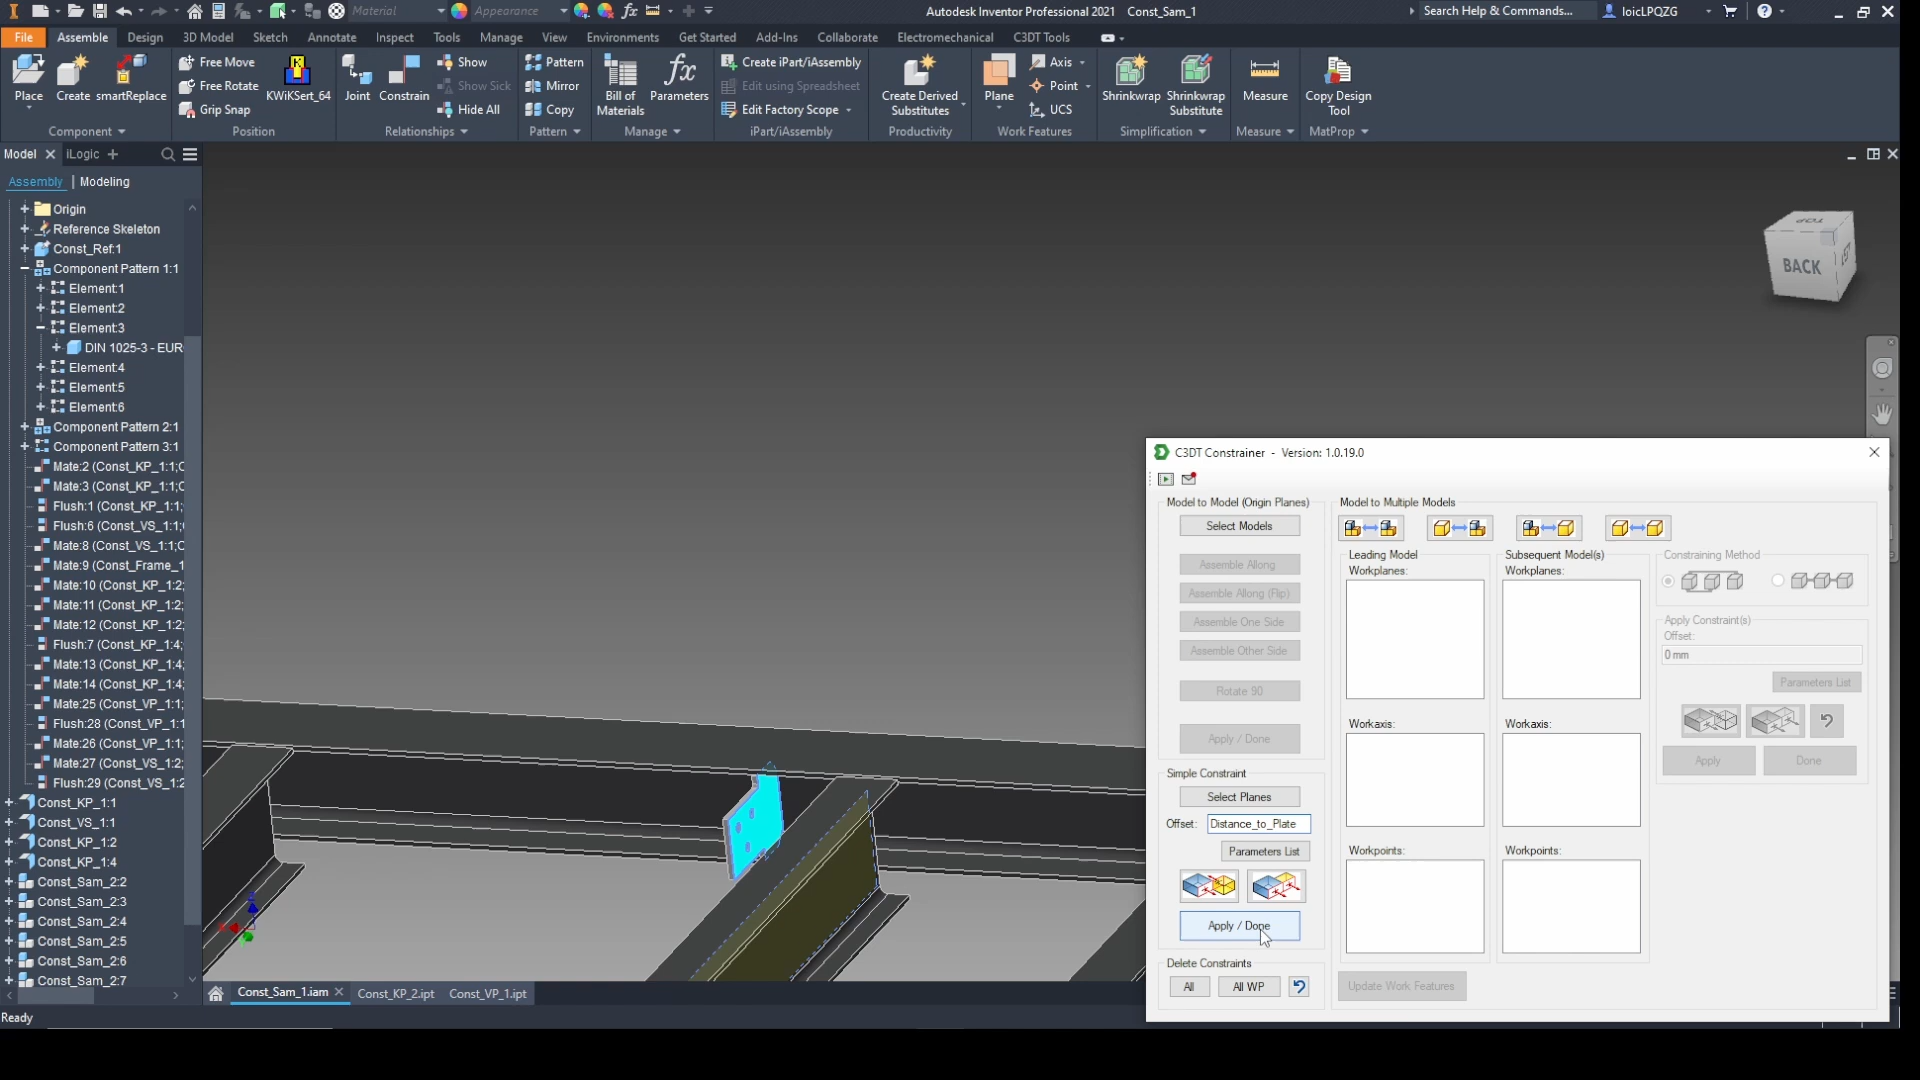 Material
Appearance
Autodesk Inventor Professional 2021 Const_Sam_1
Search Help & Commands...
loicLPQZG
File Assemble Design 3D Model Sketch Annotate Inspect Tools Manage View Environments Get Started Add-Ins Collaborate Electromechanical C3DT Tools
Place
Create
smartReplace
Component
Free Move
Free Rotate
Grip Snap
KWiKSert_64
Position
Joint
Constrain
Show
Show Sick
Hide All
Relationships
Pattern
Mirror
Copy
Pattern
Bill of
Materials
Parameters
Manage
Create iPart/iAssembly
Edit using Spreadsheet
Edit Factory Scope
iPart/iAssembly
Create Derived
Substitutes
Productivity
Plane
Axis
Point
UCS
Work Features
Shrinkwrap
Shrinkwrap
Substitute
Simplification
Measure
Measure
Copy Design
Tool
MatProp
Model iLogic
Assembly | Modeling
Origin
Reference Skeleton
Const_Ref:1
Component Pattern 1:1
Element:1
Element:2
Element:3
DIN 1025-3 - EUR
Element:4
Element:5
Element:6
Component Pattern 2:1
Component Pattern 3:1
Mate:2 (Const_KP_1:1;C
Mate:3 (Const_KP_1:1;C
Flush:1 (Const_KP_1:1;
Flush:6 (Const_VS_1:1;
Mate:8 (Const_VS_1:1;C
Mate:9 (Const_Frame_1
Mate:10 (Const_KP_1:2;
Mate:11 (Const_KP_1:2;
Mate:12 (Const_KP_1:2;
Flush:7 (Const_KP_1:4;
Mate:13 (Const_KP_1:4;
Mate:14 (Const_KP_1:4;
Mate:25 (Const_VP_1:1;
Flush:28 (Const_VP_1:1
Mate:26 (Const_VP_1:1;
Mate:27 (Const_VS_1:2;
Flush:29 (Const_VS_1:2
Const_KP_1:1
Const_VS_1:1
Const_KP_1:2
Const_KP_1:4
Const_Sam_2:2
Const_Sam_2:3
Const_Sam_2:4
Const_Sam_2:5
Const_Sam_2:6
Const_Sam_2:7
Ready
TOP
BACK
Const_Sam_1.iam
Const_KP_2.ipt
Const_VP_1.ipt
C3DT Constrainer - Version: 1.0.19.0
Model to Model (Origin Planes)
Select Models
Assemble Along
Assemble Allong (Flip)
Assemble One Side
Assemble Other Side
Rotate 90
Apply / Done
Simple Constraint
Select Planes
Offset: Distance_to_Plate
Parameters List
Apply / Done
Delete Constraints
All
All WP
Model to Multiple Models
Leading Model
Workplanes:
Workaxis:
Workpoints:
Subsequent Model(s)
Workplanes:
Workaxis:
Workpoints:
Update Work Features
Constraining Method
Apply Constraint(s)
Offset:
0 mm
Parameters List
Apply
Done